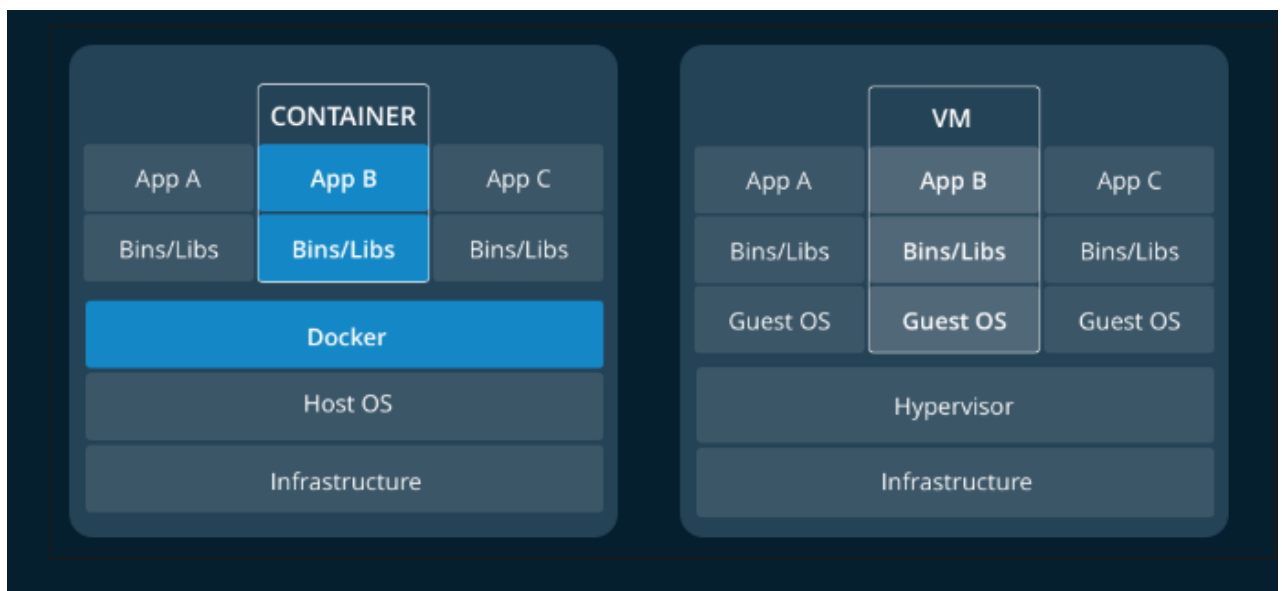 CONTAINER
App A App B App C
Bins/Libs Bins/Libs Bins/Libs
Docker
Host OS
Infrastructure
VM
App A App B App C
Bins/Libs Bins/Libs Bins/Libs
Guest OS Guest OS Guest OS
Hypervisor
Infrastructure